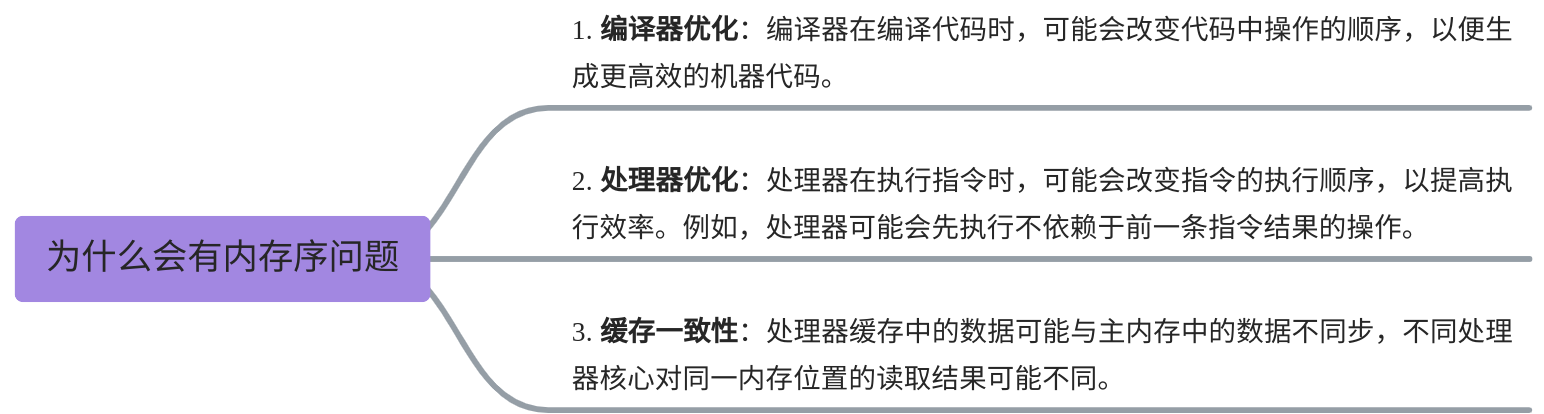 为什么会有内存序问题
1. 编译器优化：编译器在编译代码时，可能会改变代码中操作的顺序，以便生
成更高效的机器代码。
2. 处理器优化：处理器在执行指令时，可能会改变指令的执行顺序，以提高执
行效率。例如，处理器可能会先执行不依赖于前一条指令结果的操作。
3. 缓存一致性：处理器缓存中的数据可能与主内存中的数据不同步，不同处理
器核心对同一内存位置的读取结果可能不同。